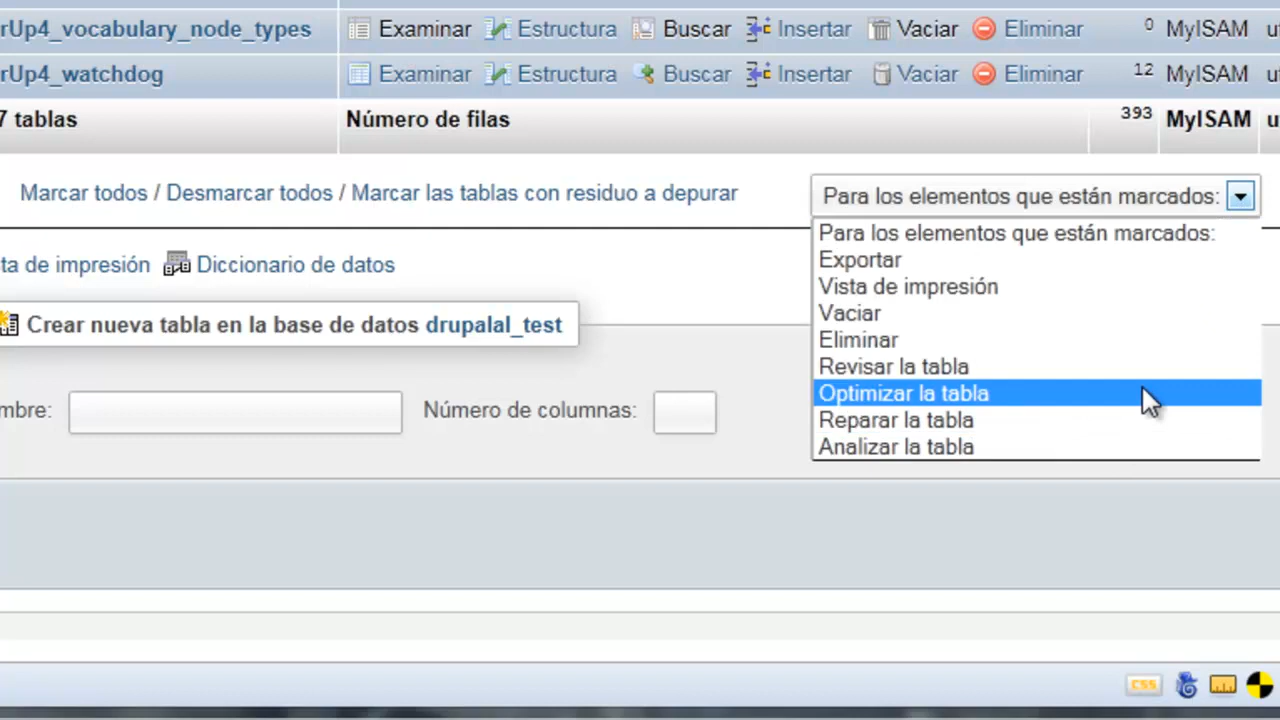 rUp4_vocabulary_node_types Examinar Estructura Buscar Insertar Vaciar Eliminar 0 MyISAM
rUp4_watchdog Examinar Estructura Buscar Insertar Vaciar Eliminar 12 MyISAM
7 tablas Número de filas 393 MyISAM
Marcar todos / Desmarcar todos / Marcar las tablas con residuo a depurar
Para los elementos que están marcados:
Para los elementos que están marcados:
Exportar
Vista de impresión
Vaciar
Eliminar
Revisar la tabla
Optimizar la tabla
Reparar la tabla
Analizar la tabla
ta de impresión Diccionario de datos
Crear nueva tabla en la base de datos drupalal_test
mbre: Número de columnas:
CSS